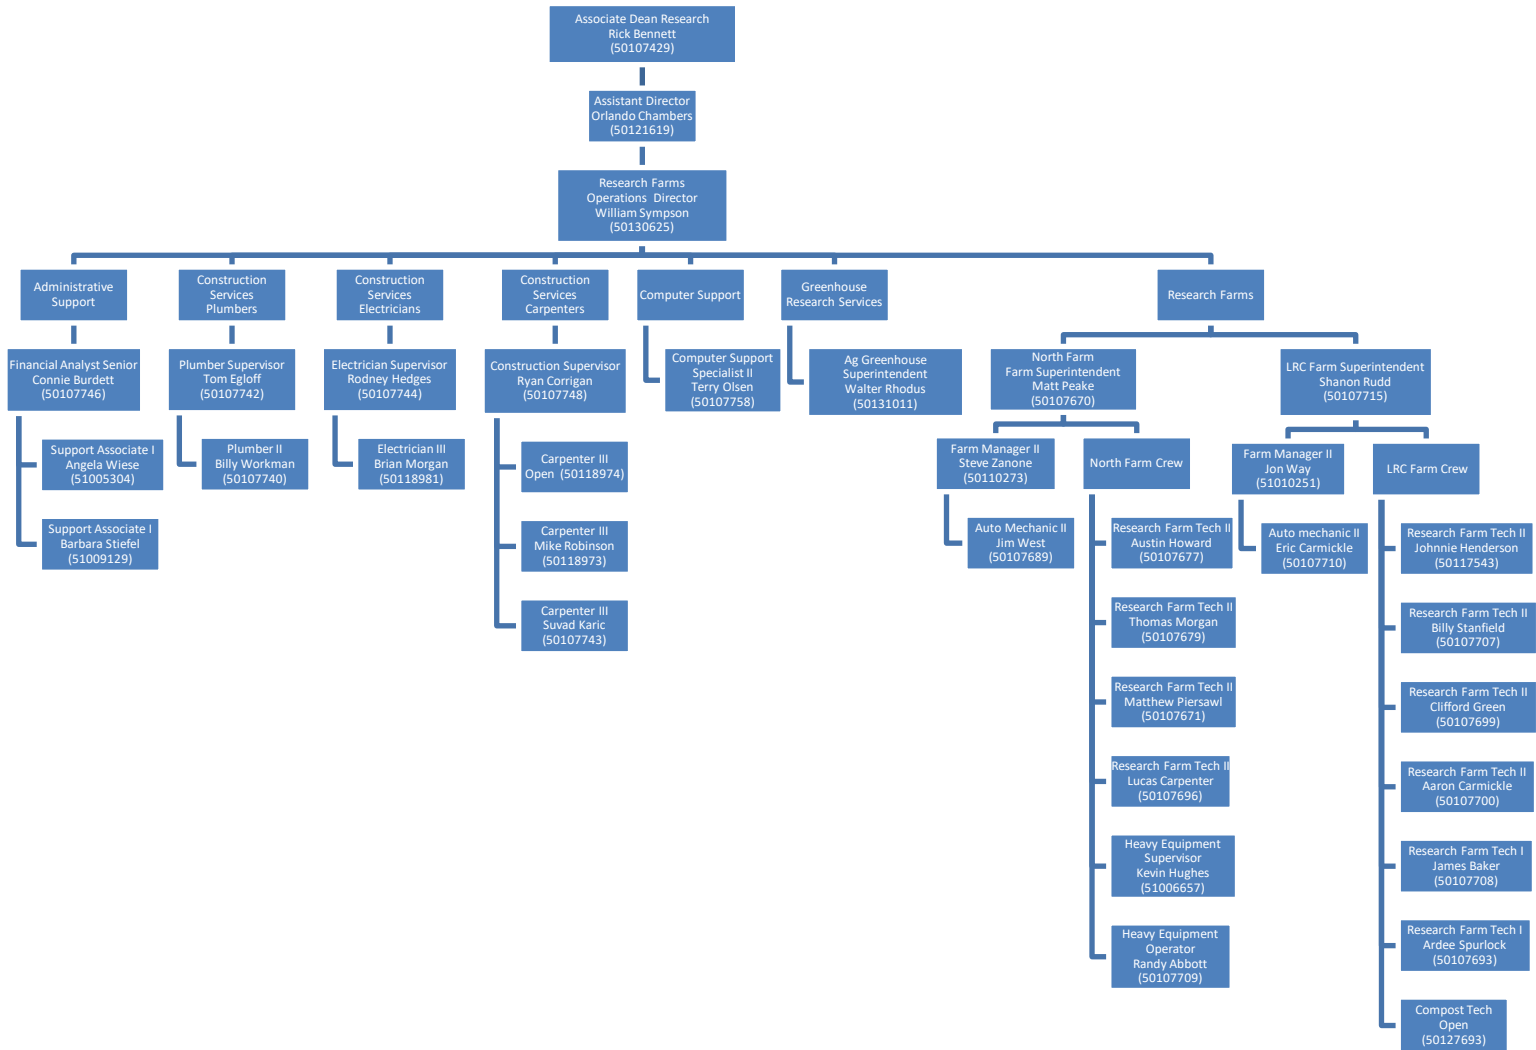 Associate Dean Research
Rick Bennett
(50107429)
Assistant Director
Orlando Chambers
(50121619)
Research Farms
Operations Director
William Sympson
(50130625)
Administrative
Support
Construction
Services
Plumbers
Construction
Services
Electricians
Construction
Services
Carpenters
Computer Support
Greenhouse
Research Services
Research Farms
Financial Analyst Senior
Connie Burdett
(50107746)
Plumber Supervisor
Tom Egloff
(50107742)
Electrician Supervisor
Rodney Hedges
(50107744)
Construction Supervisor
Ryan Corrigan
(50107748)
Computer Support
Specialist II
Terry Olsen
(50107758)
Ag Greenhouse
Superintendent
Walter Rhodus
(50131011)
North Farm
Farm Superintendent
Matt Peake
(50107670)
LRC Farm Superintendent
Shanon Rudd
(50107715)
Support Associate I
Angela Wiese
(51005304)
Support Associate I
Barbara Stiefel
(51009129)
Plumber II
Billy Workman
(50107740)
Electrician III
Brian Morgan
(50118981)
Carpenter III
Open (50118974)
Carpenter III
Mike Robinson
(50118973)
Carpenter III
Suvad Karic
(50107743)
Farm Manager II
Steve Zanone
(50110273)
North Farm Crew
Auto Mechanic II
Jim West
(50107689)
Research Farm Tech II
Austin Howard
(50107677)
Research Farm Tech II
Thomas Morgan
(50107679)
Research Farm Tech II
Matthew Piersawl
(50107671)
Research Farm Tech II
Lucas Carpenter
(50107696)
Heavy Equipment
Supervisor
Kevin Hughes
(51006657)
Heavy Equipment
Operator
Randy Abbott
(50107709)
Farm Manager II
Jon Way
(51010251)
LRC Farm Crew
Auto mechanic II
Eric Carmickle
(50107710)
Research Farm Tech II
Johnnie Henderson
(50117543)
Research Farm Tech II
Billy Stanfield
(50107707)
Research Farm Tech II
Clifford Green
(50107699)
Research Farm Tech II
Aaron Carmickle
(50107700)
Research Farm Tech I
James Baker
(50107708)
Research Farm Tech I
Ardee Spurlock
(50107693)
Compost Tech
Open
(50127693)